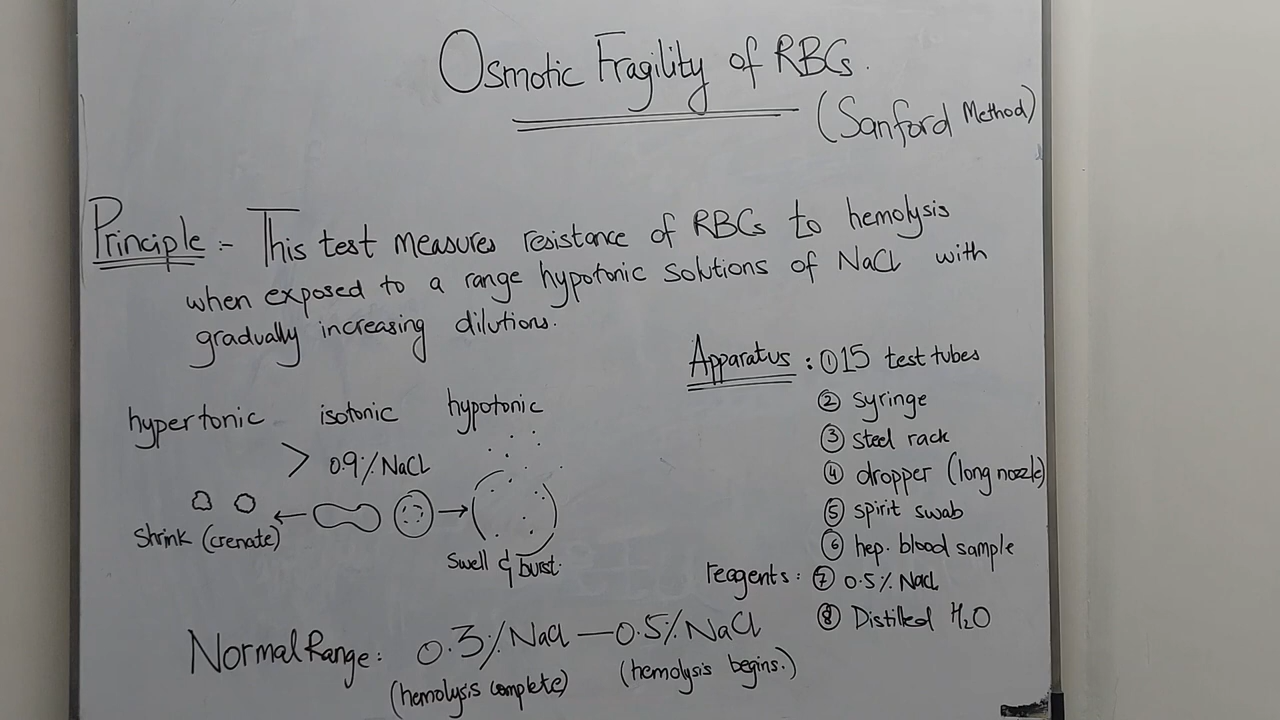 Osmotic Fragility of RBCs.
(Sanford Method)
Principle :- This test measures resistance of RBCs to hemolysis
when exposed to a range hypotonic solutions of NaCl with
gradually increasing dilutions.
hypertonic isotonic hypotonic
> 0.9% NaCl
Shrink (crenate)
Swell & burst.
Apparatus : ① 15 test tubes
② syringe
③ steel rack
④ dropper (long nozzle)
⑤ spirit swab
⑥ hep. blood sample
reagents : ⑦ 0.5% NaCl
⑧ Distilled H2O
Normal Range : 0.3% NaCl — 0.5% NaCl
(hemolysis complete) (hemolysis begins.)